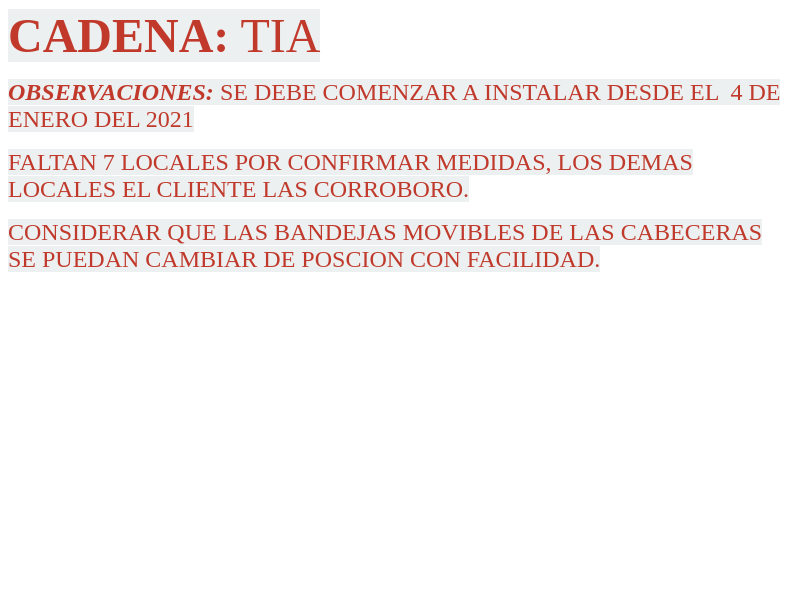 CADENA: TIA
OBSERVACIONES: SE DEBE COMENZAR A INSTALAR DESDE EL  4 DE
ENERO DEL 2021
FALTAN 7 LOCALES POR CONFIRMAR MEDIDAS, LOS DEMAS
LOCALES EL CLIENTE LAS CORROBORO.
CONSIDERAR QUE LAS BANDEJAS MOVIBLES DE LAS CABECERAS
SE PUEDAN CAMBIAR DE POSCION CON FACILIDAD.